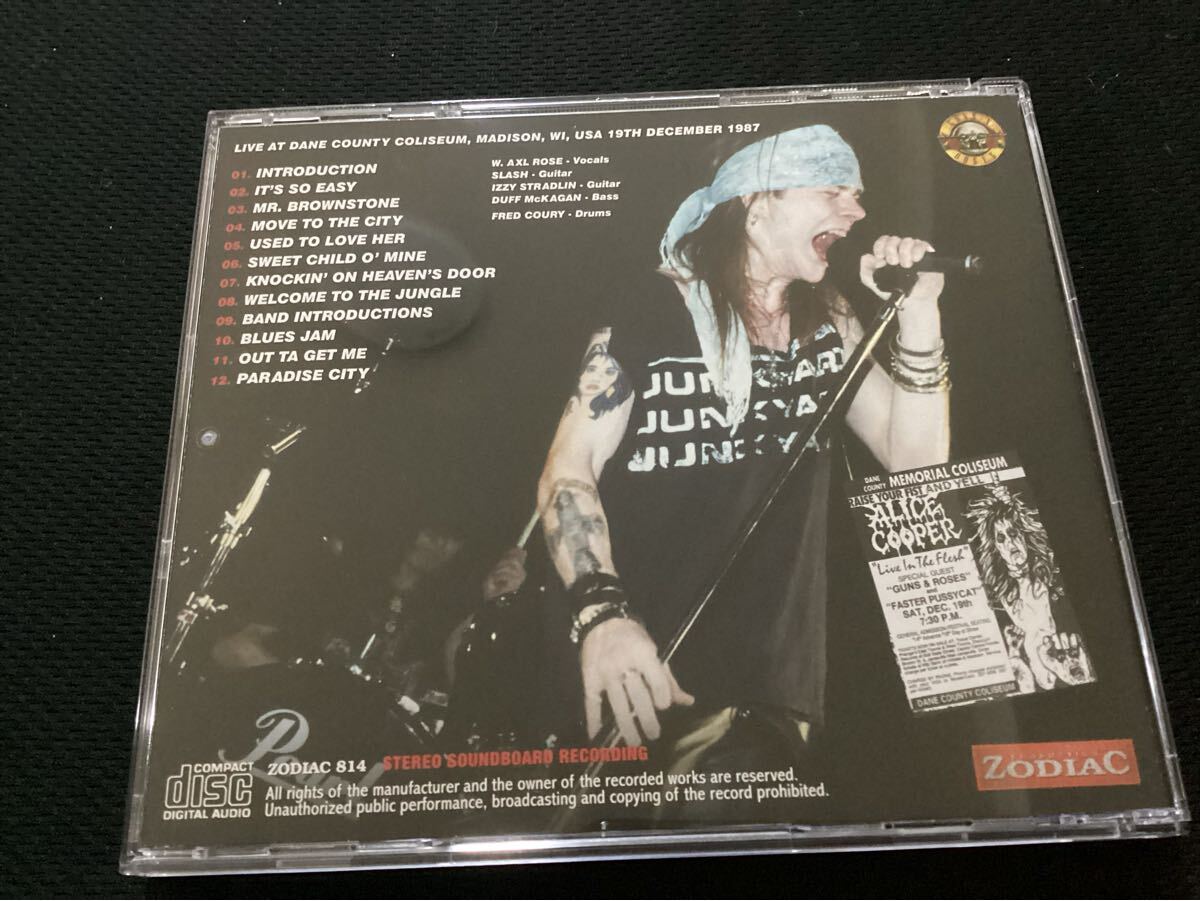 LIVE AT DANE COUNTY COLISEUM, MADISON, WI, USA 19TH DECEMBER 1987
01. INTRODUCTION
02. IT'S SO EASY
03. MR. BROWNSTONE
04. MOVE TO THE CITY
05. USED TO LOVE HER
06. SWEET CHILD O' MINE
07. KNOCKIN' ON HEAVEN'S DOOR
08. WELCOME TO THE JUNGLE
09. BAND INTRODUCTIONS
10. BLUES JAM
11. OUT TA GET ME
12. PARADISE CITY
W. AXL ROSE - Vocals
SLASH - Guitar
IZZY STRADLIN - Guitar
DUFF McKAGAN - Bass
FRED COURY - Drums
DANE
COUNTY MEMORIAL COLISEUM
RAISE YOUR FIST AND YELL
ALICE
COOPER
"Live In The Flesh"
SPECIAL GUEST
"GUNS & ROSES"
and
"FASTER PUSSYCAT"
SAT, DEC. 19th
7:30 P.M.
GENERAL ADMISSION/FESTIVAL SEATING
DANE COUNTY COLISEUM
COMPACT
disc
DIGITAL AUDIO
ZODIAC 814
STEREO SOUNDBOARD RECORDING
All rights of the manufacturer and the owner of the recorded works are reserved.
Unauthorized public performance, broadcasting and copying of the record prohibited.
ZODIAC